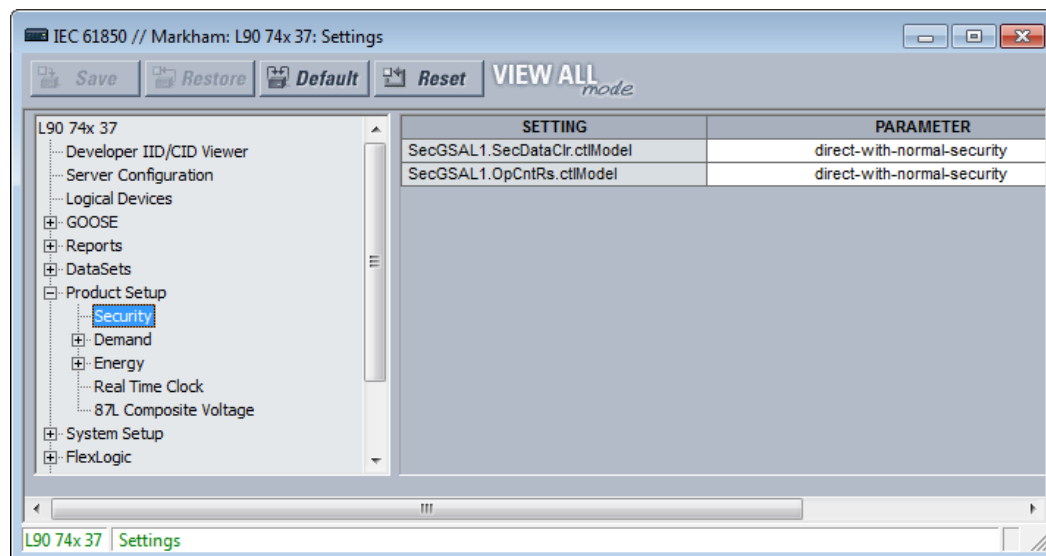 IEC 61850 // Markham: L90 74x 37: Settings
Save Restore Default Reset VIEW ALL mode
L90 74x 37
Developer IID/CID Viewer
Server Configuration
Logical Devices
GOOSE
Reports
DataSets
Product Setup
Security
Demand
Energy
Real Time Clock
87L Composite Voltage
System Setup
FlexLogic
SETTING PARAMETER
SecGSAL1.SecDataClr.ctlModel direct-with-normal-security
SecGSAL1.OpCntRs.ctlModel direct-with-normal-security
L90 74x 37 Settings